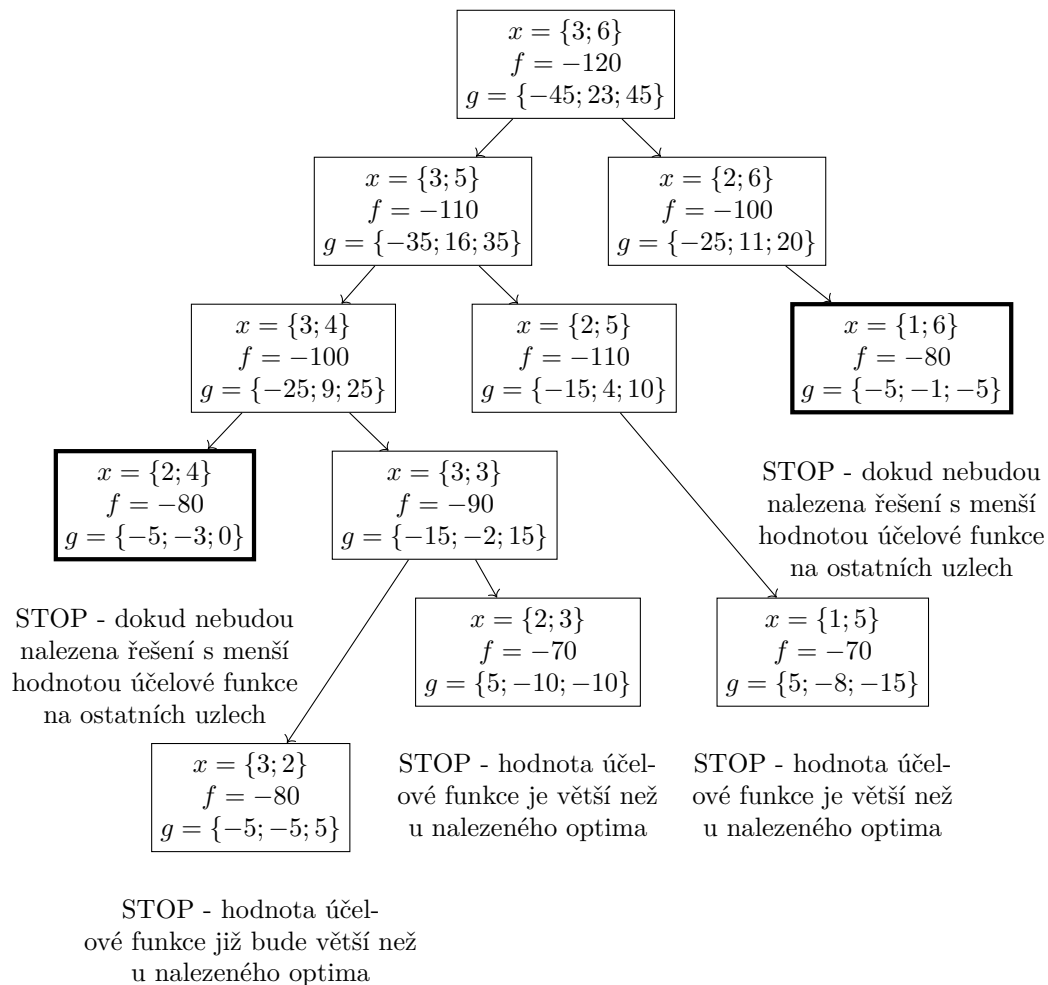 x = {3; 6}
f = −120
g = {−45; 23; 45}
x = {3; 5}
f = −110
g = {−35; 16; 35}
x = {2; 6}
f = −100
g = {−25; 11; 20}
x = {3; 4}
f = −100
g = {−25; 9; 25}
x = {2; 5}
f = −110
g = {−15; 4; 10}
x = {1; 6}
f = −80
g = {−5; −1; −5}
x = {2; 4}
f = −80
g = {−5; −3; 0}
x = {3; 3}
f = −90
g = {−15; −2; 15}
STOP - dokud nebudou
nalezena řešení s menší
hodnotou účelové funkce
na ostatních uzlech
STOP - dokud nebudou
nalezena řešení s menší
hodnotou účelové funkce
na ostatních uzlech
x = {2; 3}
f = −70
g = {5; −10; −10}
x = {1; 5}
f = −70
g = {5; −8; −15}
x = {3; 2}
f = −80
g = {−5; −5; 5}
STOP - hodnota účel-
ové funkce je větší než
u nalezeného optima
STOP - hodnota účel-
ové funkce je větší než
u nalezeného optima
STOP - hodnota účel-
ové funkce již bude větší než
u nalezeného optima